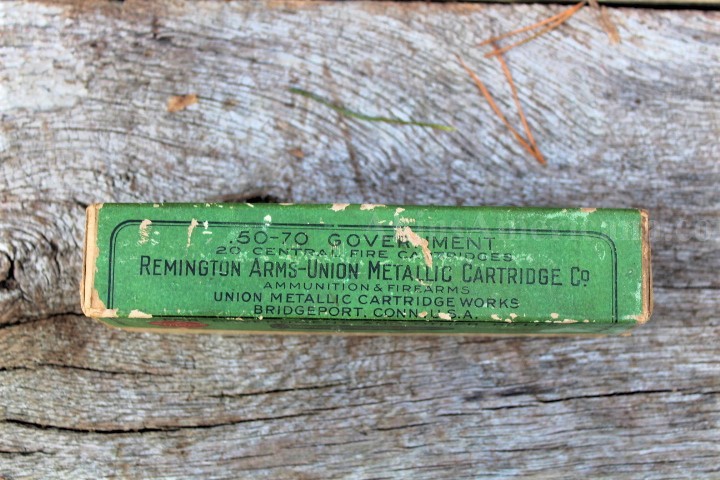 .50-70 GOVERNMENT
20 CENTRAL FIRE CARTRIDGES
REMINGTON ARMS-UNION METALLIC CARTRIDGE Co
AMMUNITION & FIREARMS
UNION METALLIC CARTRIDGE WORKS
BRIDGEPORT, CONN. U.S.A.